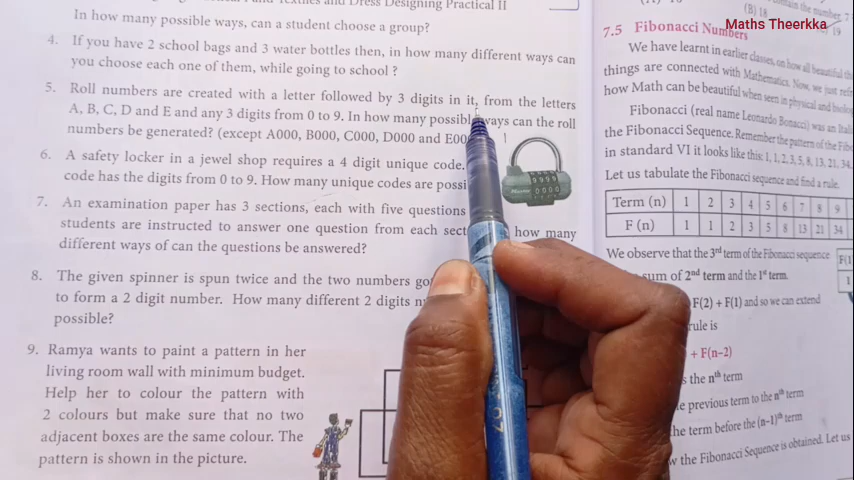 and Dress Designing Practical II
In how many possible ways, can a student choose a group?
4. If you have 2 school bags and 3 water bottles then, in how many different ways can
you choose each one of them, while going to school ?
5. Roll numbers are created with a letter followed by 3 digits in it, from the letters
A, B, C, D and E and any 3 digits from 0 to 9. In how many possible ways can the roll
numbers be generated? (except A000, B000, C000, D000 and E00
6. A safety locker in a jewel shop requires a 4 digit unique code.
code has the digits from 0 to 9. How many unique codes are possi
7. An examination paper has 3 sections, each with five questions
students are instructed to answer one question from each sect how many
different ways of can the questions be answered?
8. The given spinner is spun twice and the two numbers go
to form a 2 digit number. How many different 2 digits n
possible?
9. Ramya wants to paint a pattern in her
living room wall with minimum budget.
Help her to colour the pattern with
2 colours but make sure that no two
adjacent boxes are the same colour. The
pattern is shown in the picture.
9999
0000
(B) 18
19
Maths Theerkka
7.5 Fibonacci Numbers
We have learnt in earlier classes, on how all beautiful
things are connected with Mathematics. Now, we just
how Math can be beautiful when seen in physical and
Fibonacci (real name Leonardo Bonacci) was an
the Fibonacci Sequence. Remember the pattern of the
in standard VI it looks like this: 1, 1, 2, 3, 5, 8, 13, 21, 34
Let us tabulate the Fibonacci sequence and find a rule.
Term (n) 1 2 3 4 5 6 7 8 9
F (n) 1 1 2 3 5 8 13 21 34
We observe that the 3rd term of the Fibonacci sequence
sum of 2nd term and the 1st term.
F(2) + F(1) and so we can extend
rule is
+ F(n–2)
the nth term
previous term to the nth term
term before the (n–1)th term
the Fibonacci Sequence is obtained. Let us